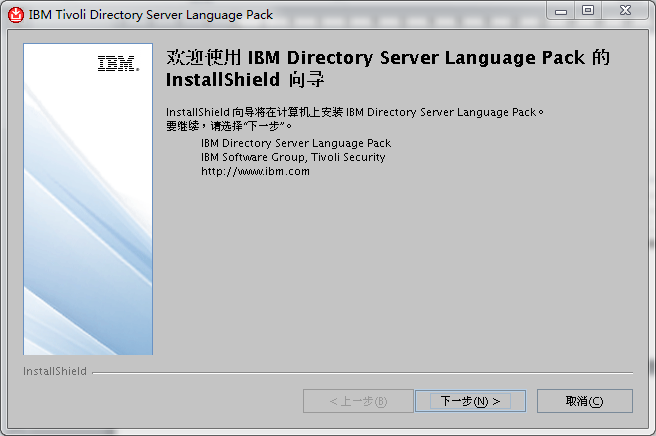 IBM Tivoli Directory Server Language Pack
IBM.
欢迎使用 IBM Directory Server Language Pack 的
InstallShield 向导
InstallShield 向导将在计算机上安装 IBM Directory Server Language Pack。
要继续，请选择“下一步”。
IBM Directory Server Language Pack
IBM Software Group, Tivoli Security
http://www.ibm.com
InstallShield
< 上一步(B)
下一步(N) >
取消(C)